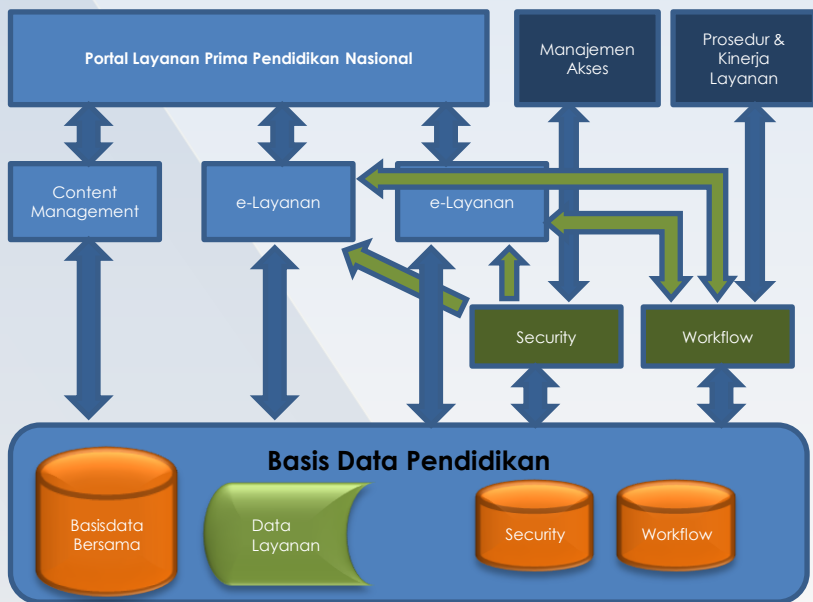 Portal Layanan Prima Pendidikan Nasional
Manajemen
Akses
Prosedur &
Kinerja
Layanan
Content
Management
e-Layanan
e-Layanan
Security
Workflow
Basis Data Pendidikan
Basisdata
Bersama
Data
Layanan
Security
Workflow